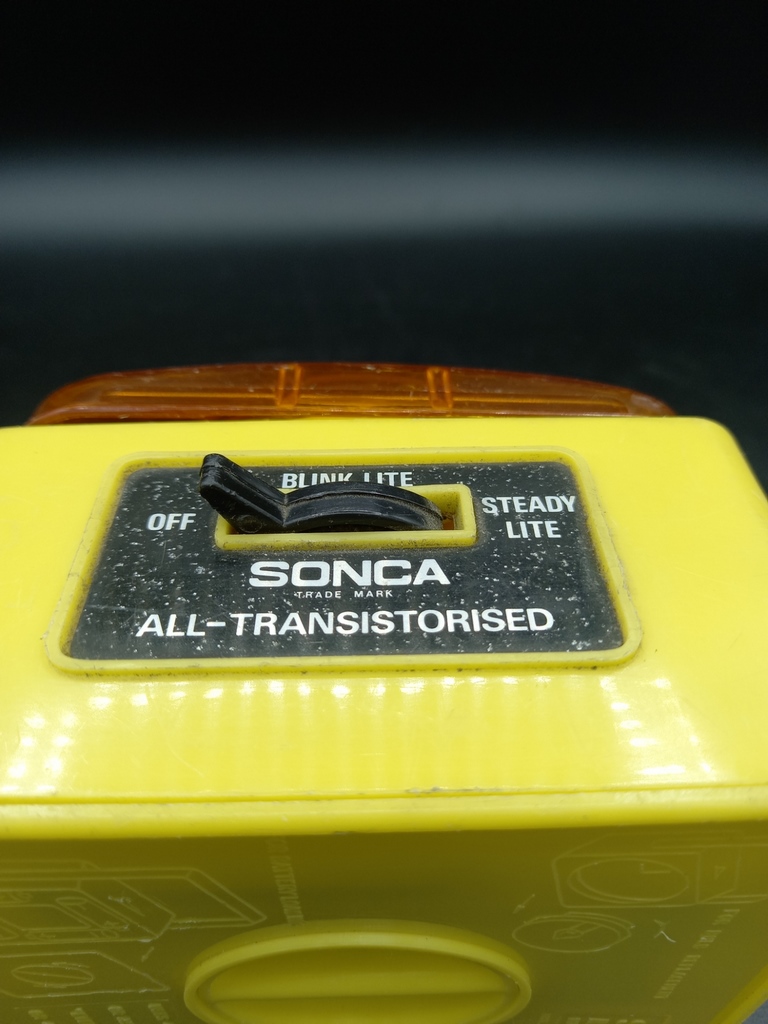 BLINK LITE
OFF
STEADY
LITE
SONCA
TRADE MARK
ALL-TRANSISTORISED